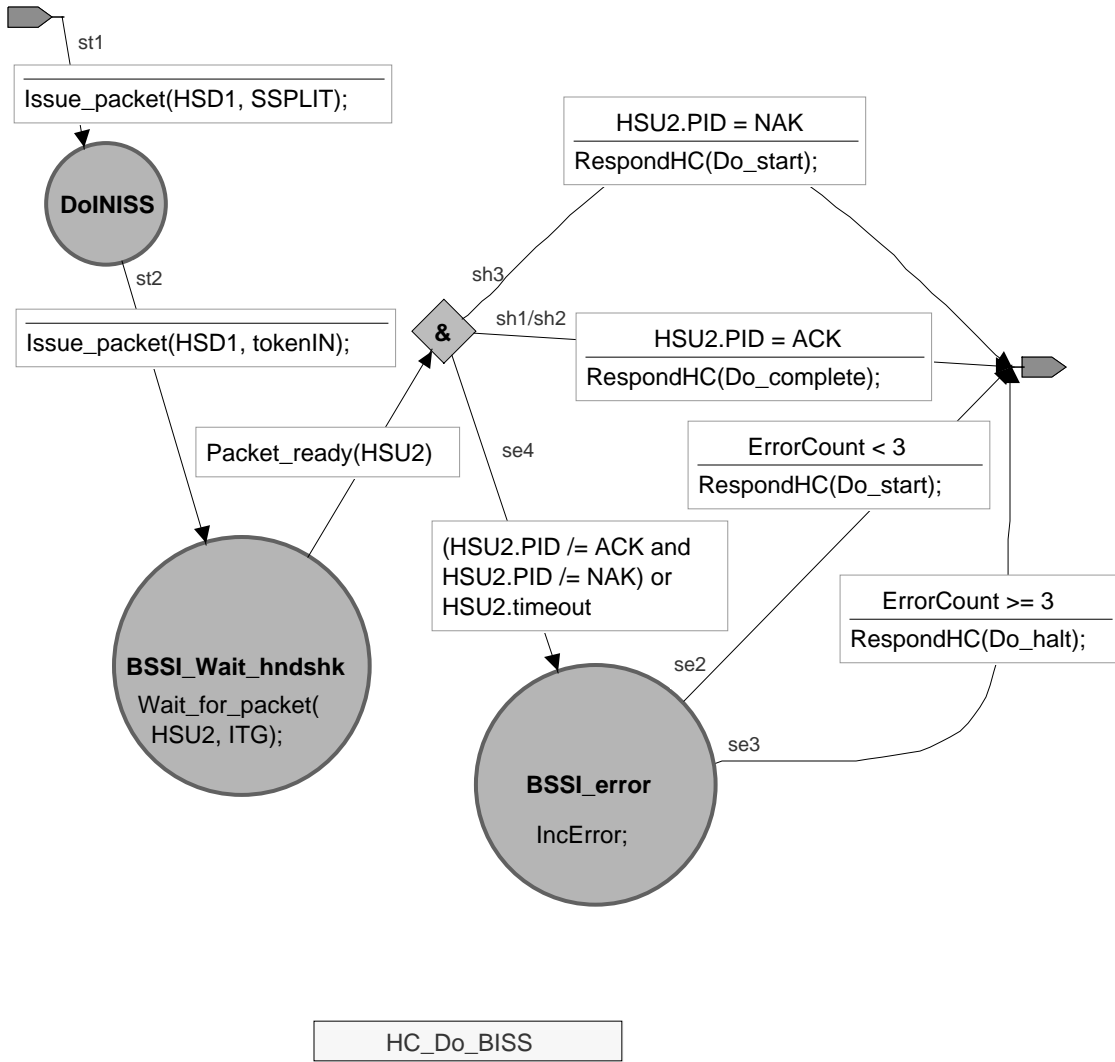 st1
Issue_packet(HSD1, SSPLIT);
DoINISS
st2
Issue_packet(HSD1, tokenIN);
Packet_ready(HSU2)
BSSI_Wait_hndshk
Wait_for_packet(
HSU2, ITG);
&
sh3
HSU2.PID = NAK
RespondHC(Do_start);
sh1/sh2
HSU2.PID = ACK
RespondHC(Do_complete);
se4
(HSU2.PID /= ACK and
HSU2.PID /= NAK) or
HSU2.timeout
BSSI_error
IncError;
se2
ErrorCount < 3
RespondHC(Do_start);
se3
ErrorCount >= 3
RespondHC(Do_halt);
HC_Do_BISS